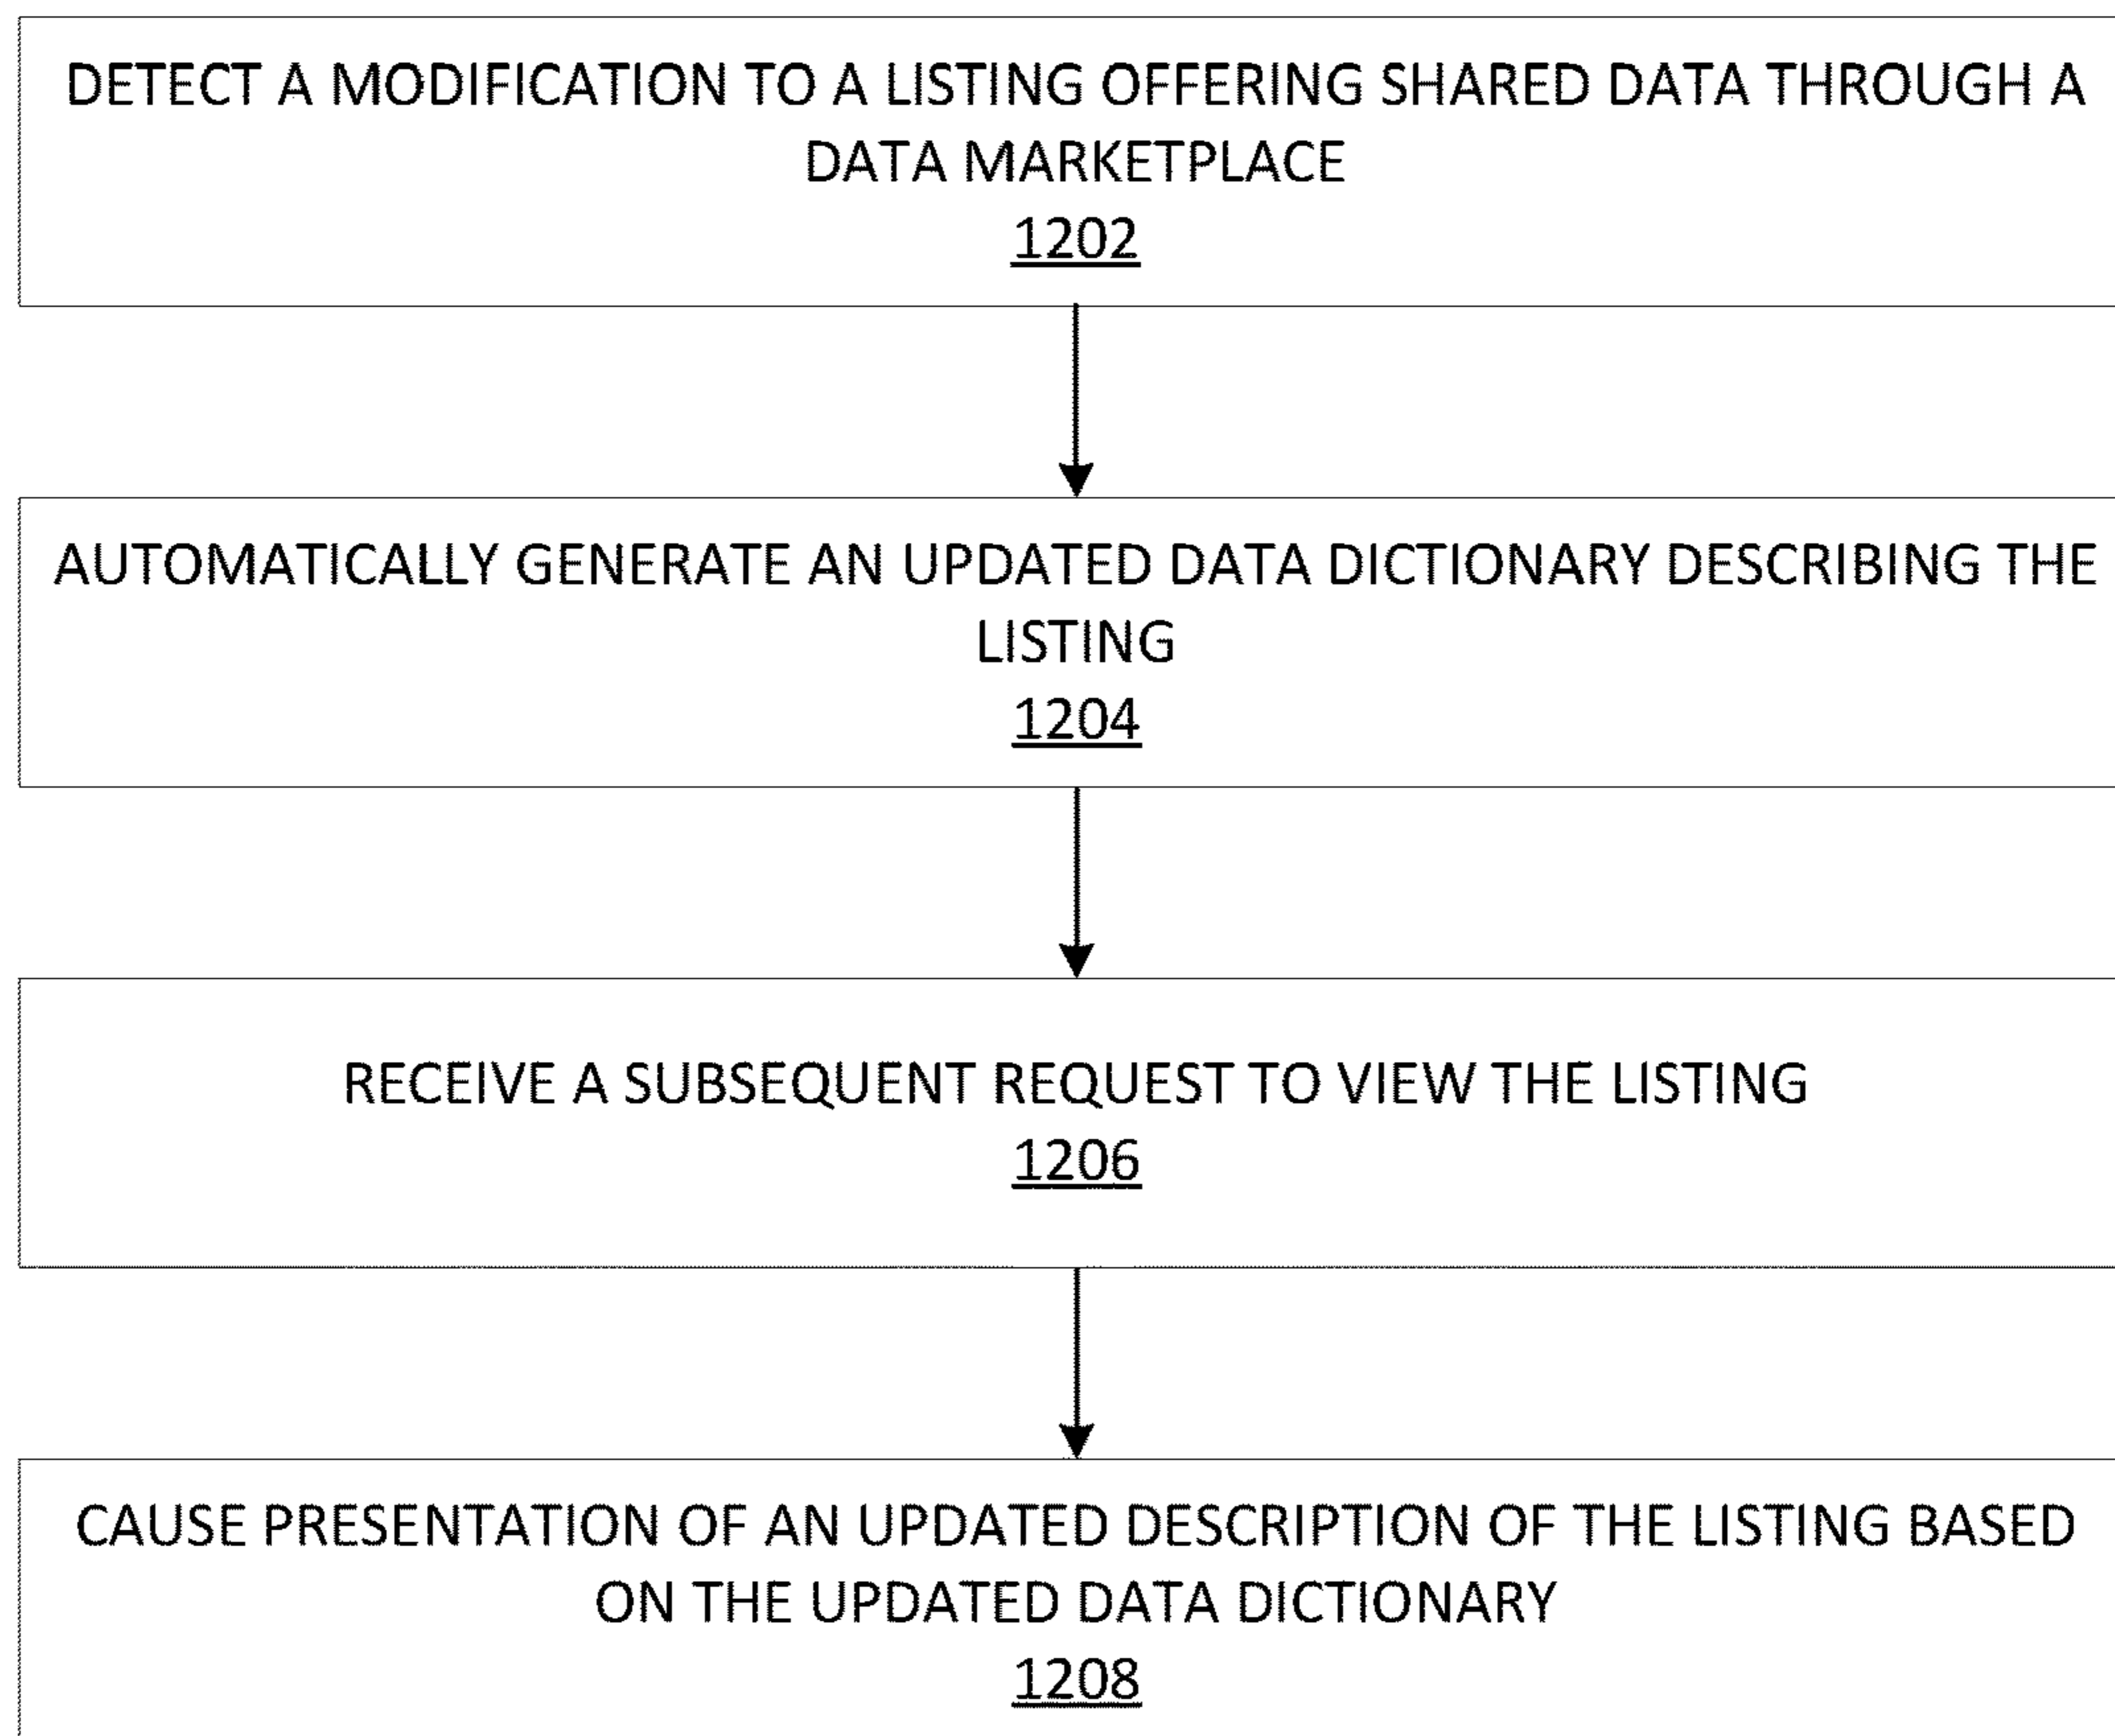 DETECT A MODIFICATION TO A LISTING OFFERING SHARED DATA THROUGH A
DATA MARKETPLACE
1202
AUTOMATICALLY GENERATE AN UPDATED DATA DICTIONARY DESCRIBING THE
LISTING
1204
RECEIVE A SUBSEQUENT REQUEST TO VIEW THE LISTING
1206
CAUSE PRESENTATION OF AN UPDATED DESCRIPTION OF THE LISTING BASED
ON THE UPDATED DATA DICTIONARY
1208